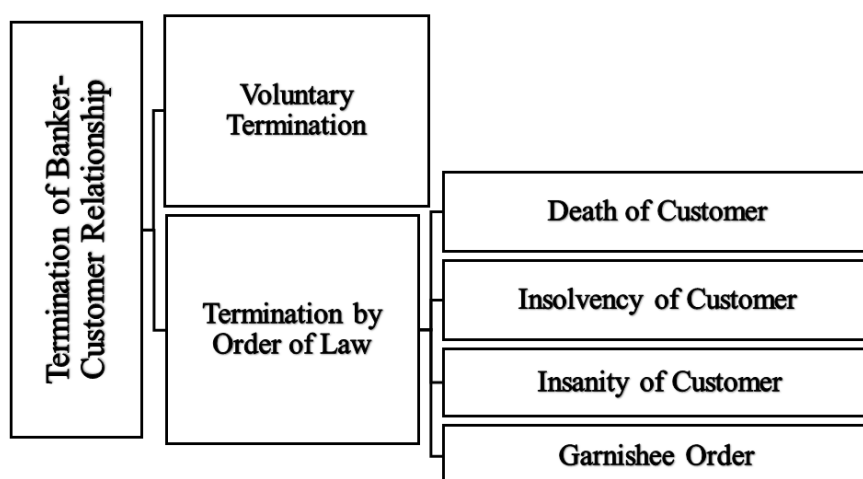 Termination of Banker-
Customer Relationship
Voluntary
Termination
Termination by
Order of Law
Death of Customer
Insolvency of Customer
Insanity of Customer
Garnishee Order